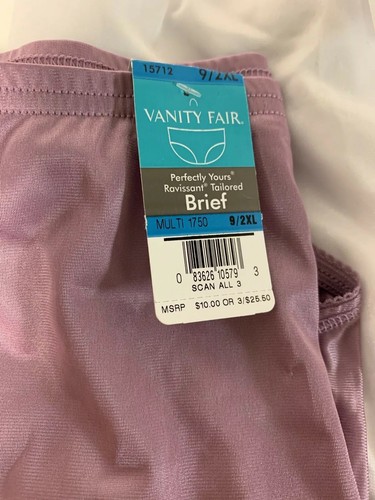 15712 9/2XL
VANITY FAIR®
Perfectly Yours®
Ravissant® Tailored
Brief
MULTI 1750 9/2XL
0 83626 10579 3
SCAN ALL 3
MSRP $10.00 OR 3/$25.50